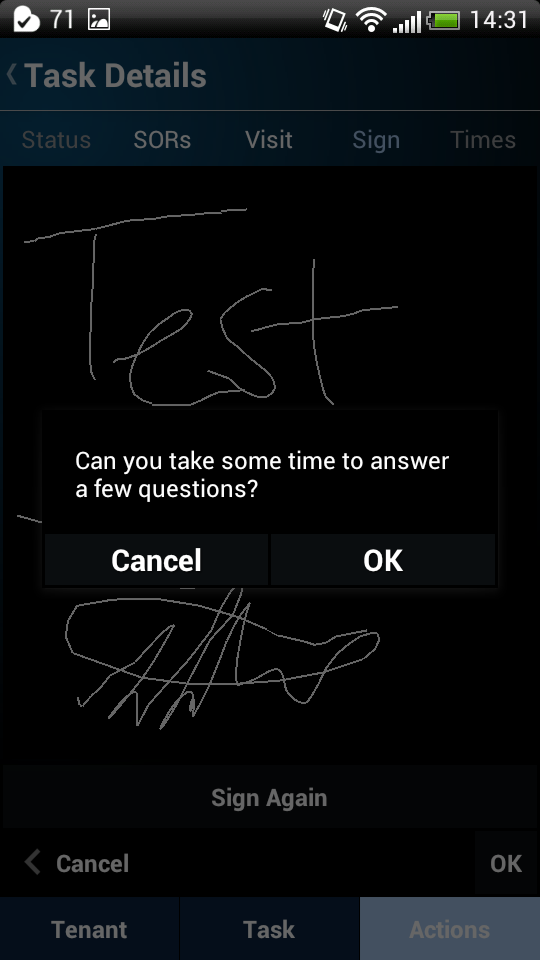 71 14:31
Task Details
Status SORs Visit Sign Times
Test
Can you take some time to answer
a few questions?
Cancel OK
Sign Again
Cancel OK
Tenant Task Actions